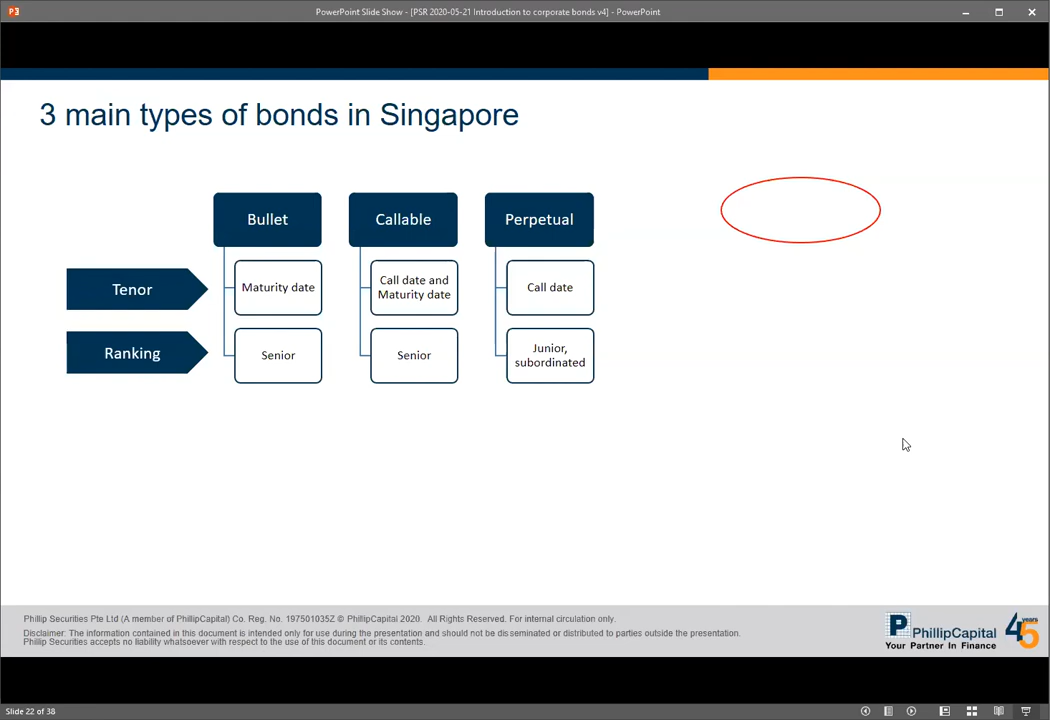 PowerPoint Slide Show - [PSR 2020-05-21 Introduction to corporate bonds v4] - PowerPoint
3 main types of bonds in Singapore
Bullet
Callable
Perpetual
Tenor
Maturity date
Call date and
Maturity date
Call date
Ranking
Senior
Senior
Junior,
subordinated
Phillip Securities Pte Ltd (A member of PhillipCapital) Co. Reg. No. 197501035Z © PhillipCapital 2020. All Rights Reserved. For internal circulation only.
Disclaimer: The information contained in this document is intended only for use during the presentation and should not be disseminated or distributed to parties outside the presentation.
Phillip Securities accepts no liability whatsoever with respect to the use of this document or its contents.
P PhillipCapital
Your Partner In Finance
45 years
Slide 22 of 38